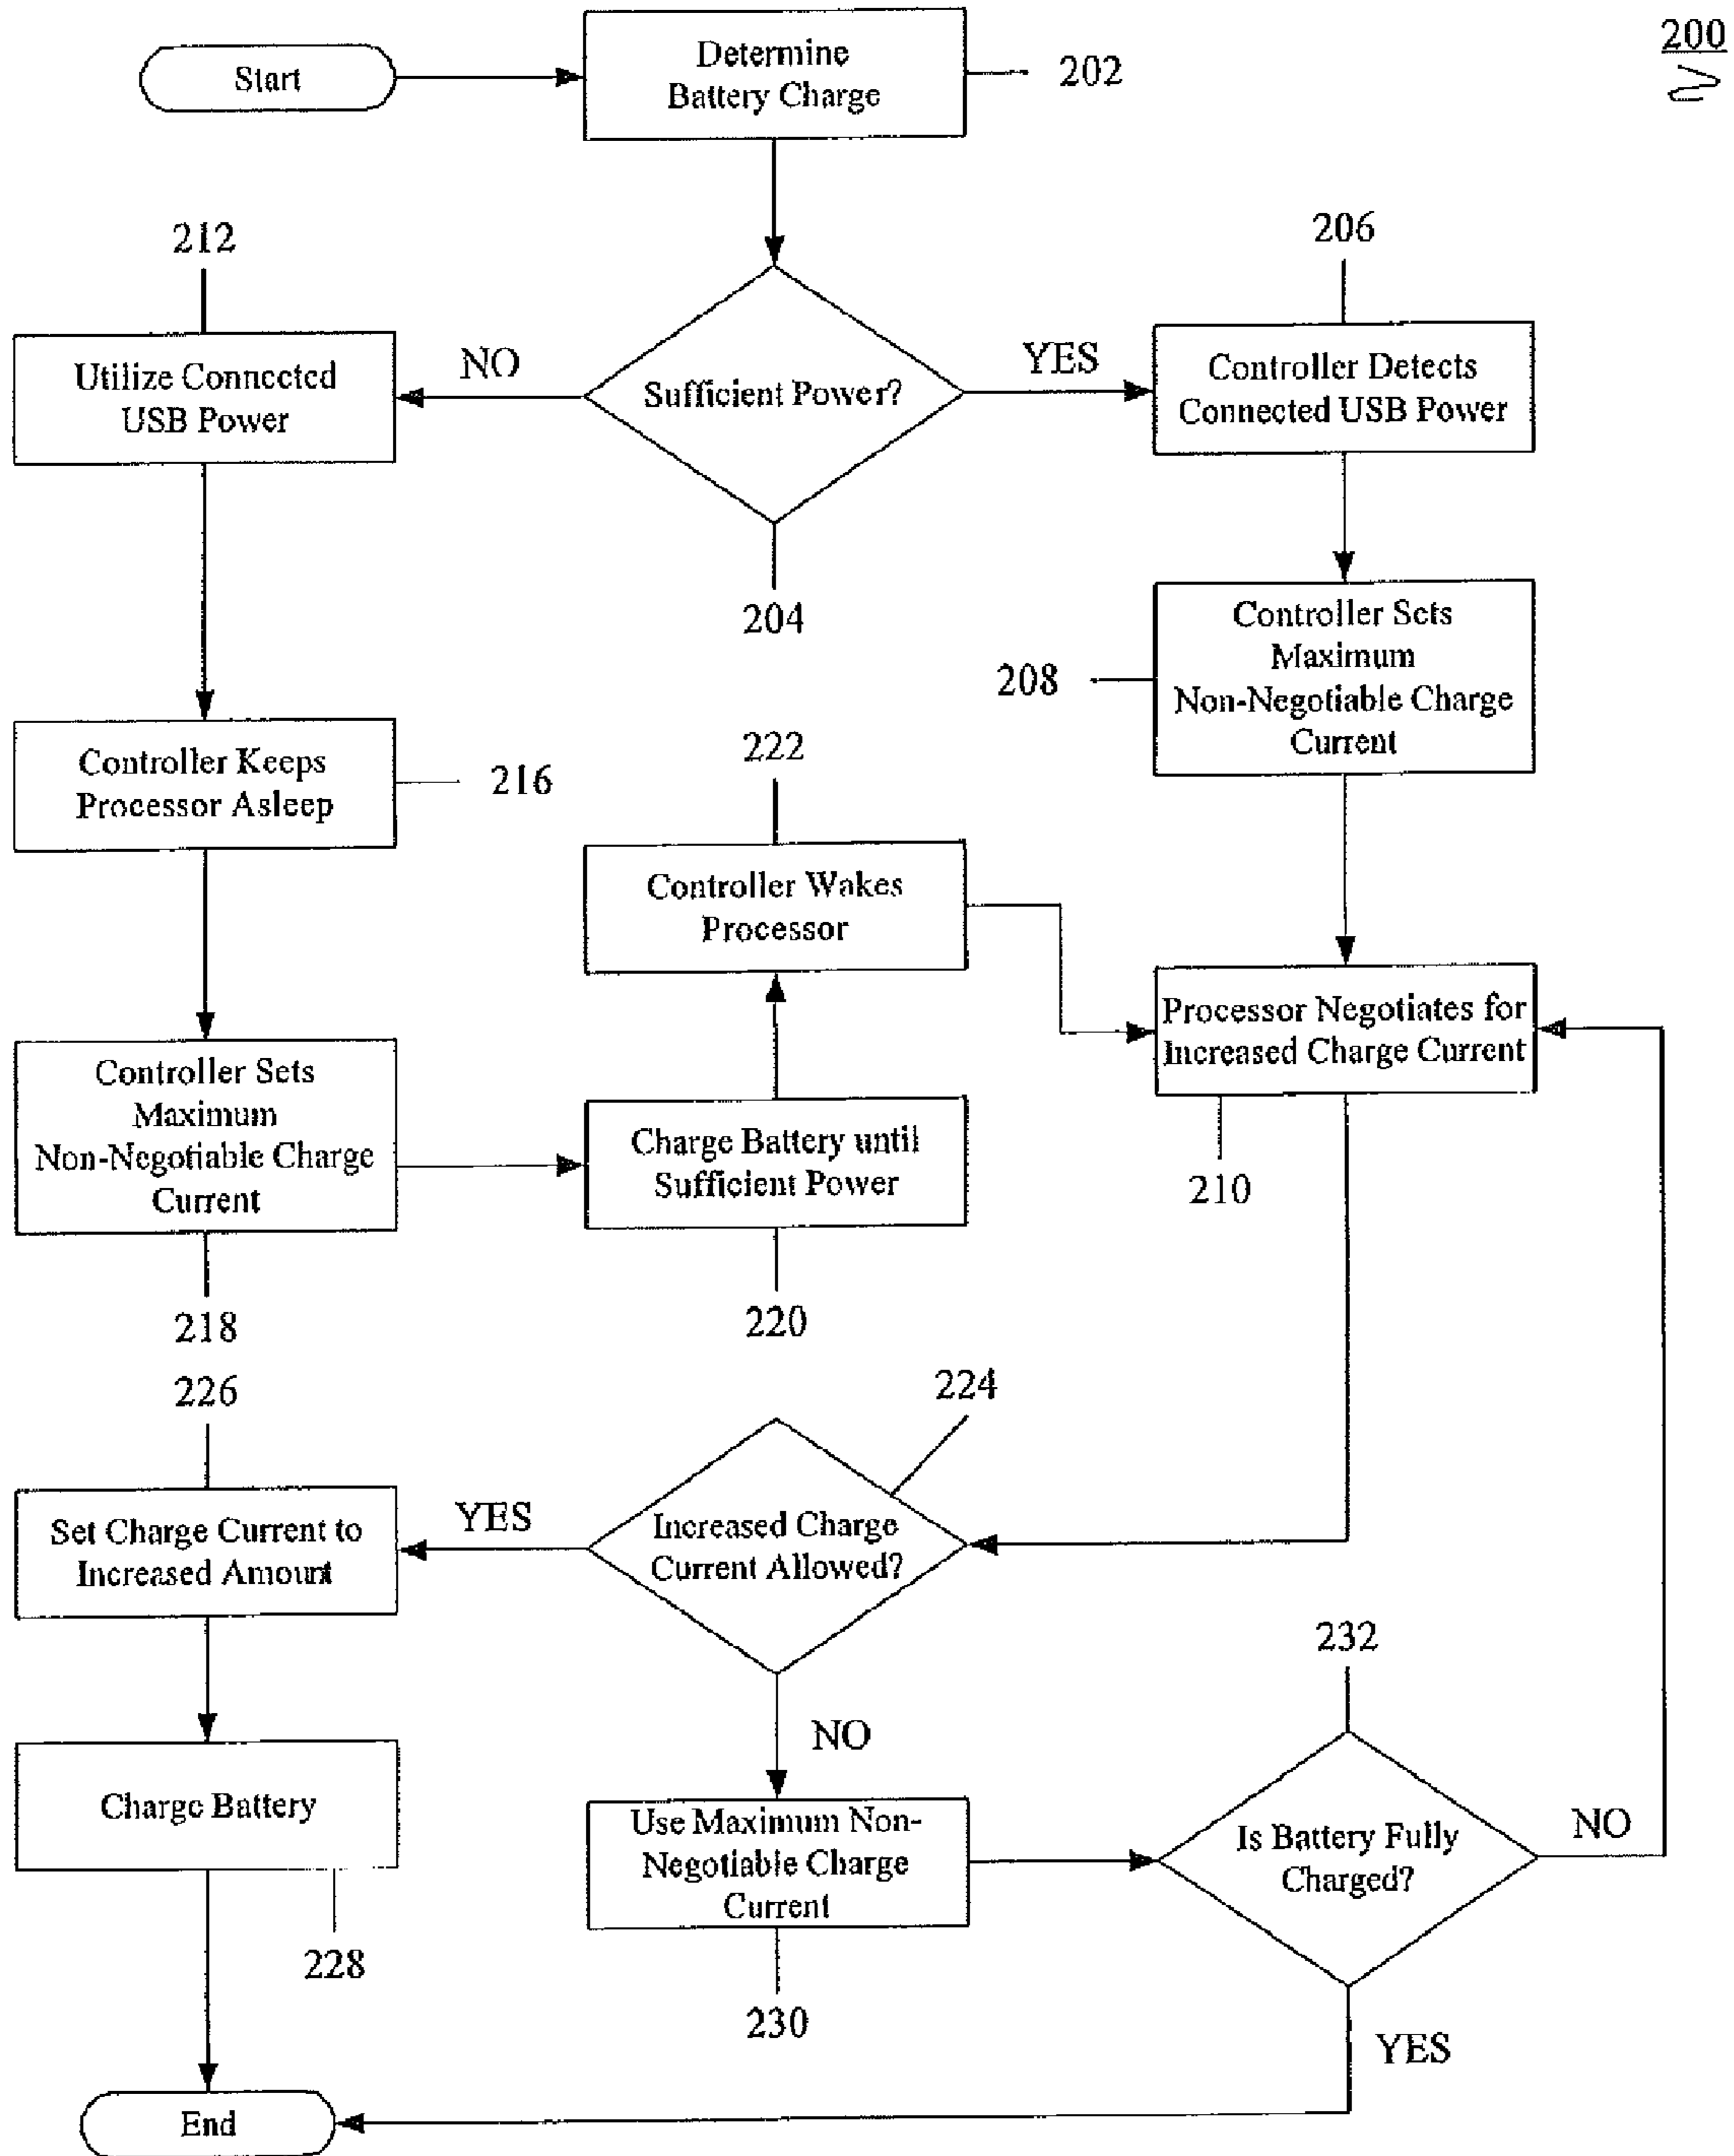 200
Start
Determine
Battery Charge
202
212
206
Utilize Connected
USB Power
NO
Sufficient Power?
YES
Controller Detects
Connected USB Power
204
Controller Sets
Maximum
Non-Negotiable Charge
Current
208
Controller Keeps
Processor Asleep
216
222
Controller Wakes
Processor
Processor Negotiates for
Increased Charge Current
210
Controller Sets
Maximum
Non-Negotiable Charge
Current
218
Charge Battery until
Sufficient Power
220
226
224
Set Charge Current to
Increased Amount
YES
Increased Charge
Current Allowed?
232
NO
Charge Battery
228
Use Maximum Non-
Negotiable Charge
Current
230
Is Battery Fully
Charged?
NO
YES
End